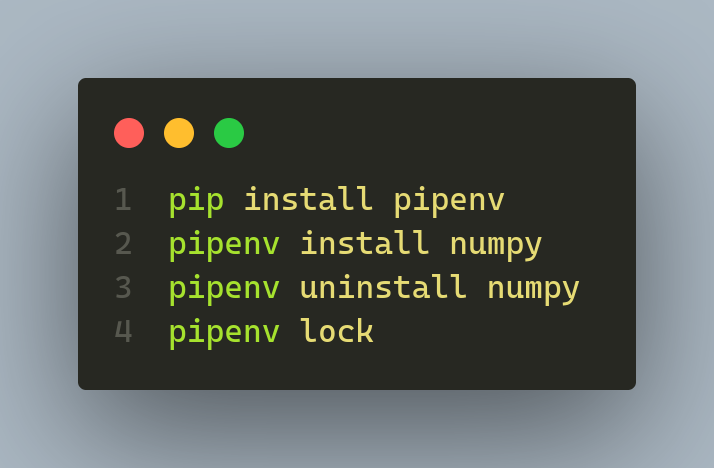 1 pip install pipenv
2 pipenv install numpy
3 pipenv uninstall numpy
4 pipenv lock